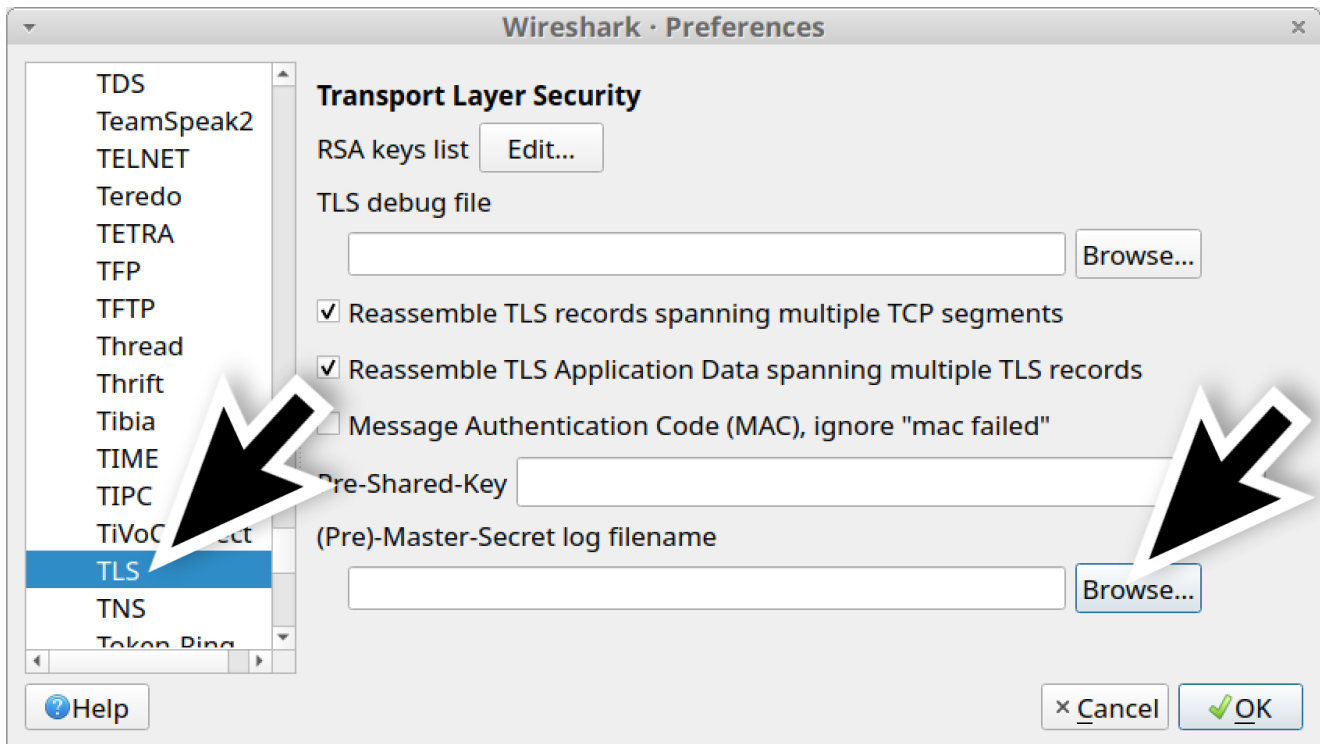 Wireshark · Preferences
TDS
TeamSpeak2
TELNET
Teredo
TETRA
TFP
TFTP
Thread
Thrift
Tibia
TIME
TIPC
TLS
TNS
Token Ring
Transport Layer Security
RSA keys list Edit...
TLS debug file
Browse...
Reassemble TLS records spanning multiple TCP segments
Reassemble TLS Application Data spanning multiple TLS records
Message Authentication Code (MAC), ignore "mac failed"
Pre-Shared-Key
(Pre)-Master-Secret log filename
Browse...
Help
Cancel
OK